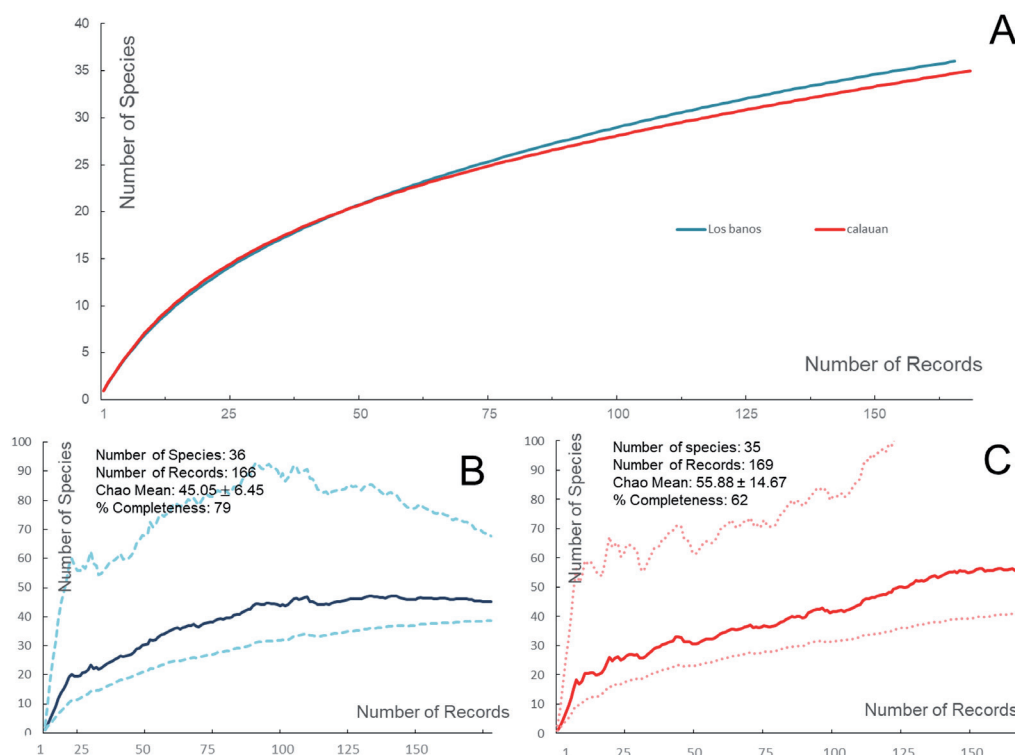 A
Number of Species
40
35
30
25
20
15
10
5
0
Los banos
calauan
Number of Records
1 25 50 75 100 125 150
B
Number of Species
Number of Species: 36
Number of Records: 166
Chao Mean: 45.05 ± 6.45
% Completeness: 79
100
90
80
70
60
50
40
30
20
10
0
Number of Records
1 25 50 75 100 125 150
C
Number of Species
Number of species: 35
Number of Records: 169
Chao Mean: 55.88 ± 14.67
% Completeness: 62
100
90
80
70
60
50
40
30
20
10
0
Number of Records
1 25 50 75 100 125 150